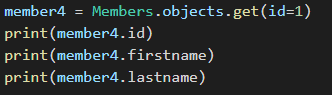 member4 = Members.objects.get(id=1)
print(member4.id)
print(member4.firstname)
print(member4.lastname)